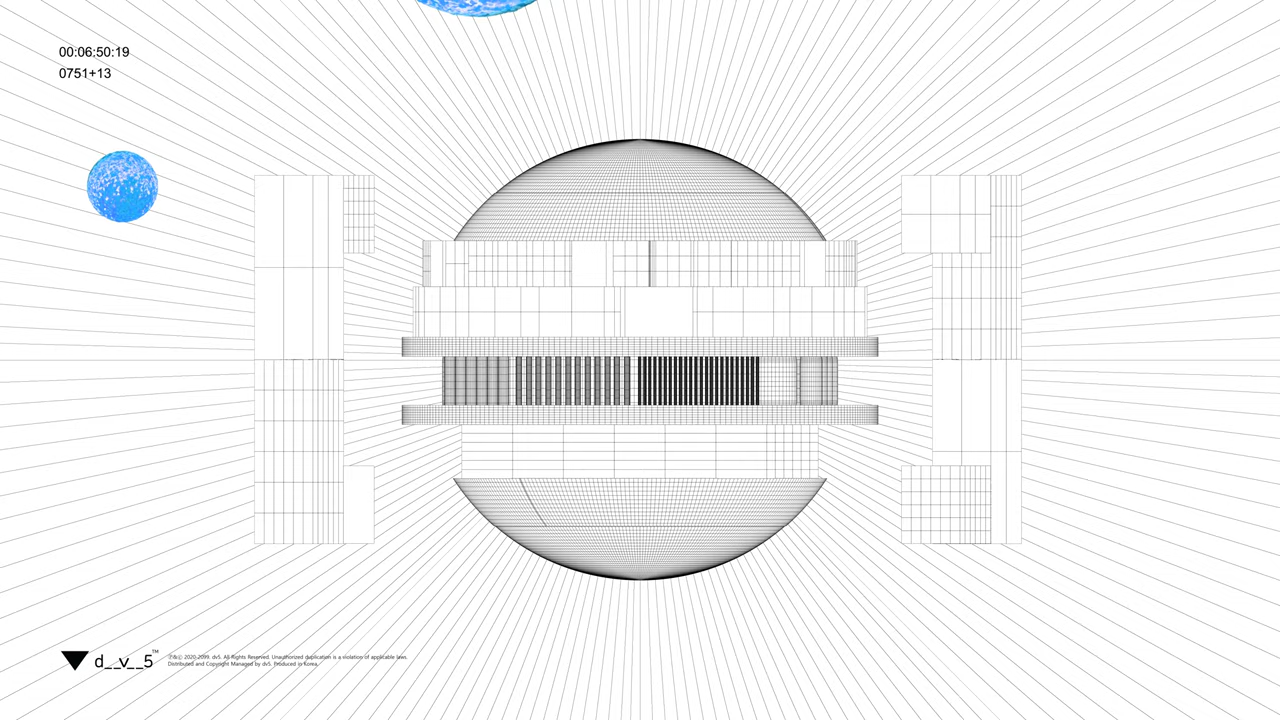 00:06:50:19
0751+13
d__v__5™
℗&© 2020-2099. dv5. All Rights Reserved. Unauthorized duplication is a violation of applicable laws.
Distributed and Copyright Managed by dv5. Produced in Korea.